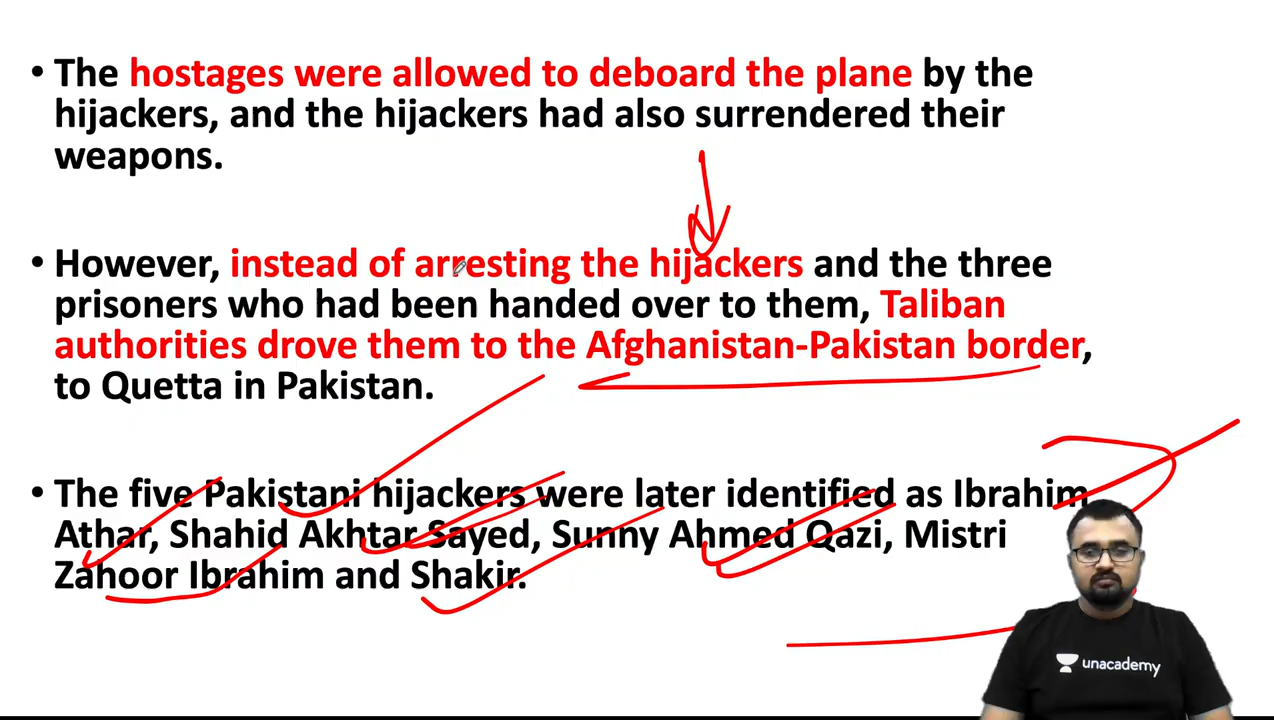 • The hostages were allowed to deboard the plane by the
hijackers, and the hijackers had also surrendered their
weapons.
• However, instead of arresting the hijackers and the three
prisoners who had been handed over to them, Taliban
authorities drove them to the Afghanistan-Pakistan border,
to Quetta in Pakistan.
• The five Pakistani hijackers were later identified as Ibrahim
Athar, Shahid Akhtar Sayed, Sunny Ahmed Qazi, Mistri
Zahoor Ibrahim and Shakir.
unacademy